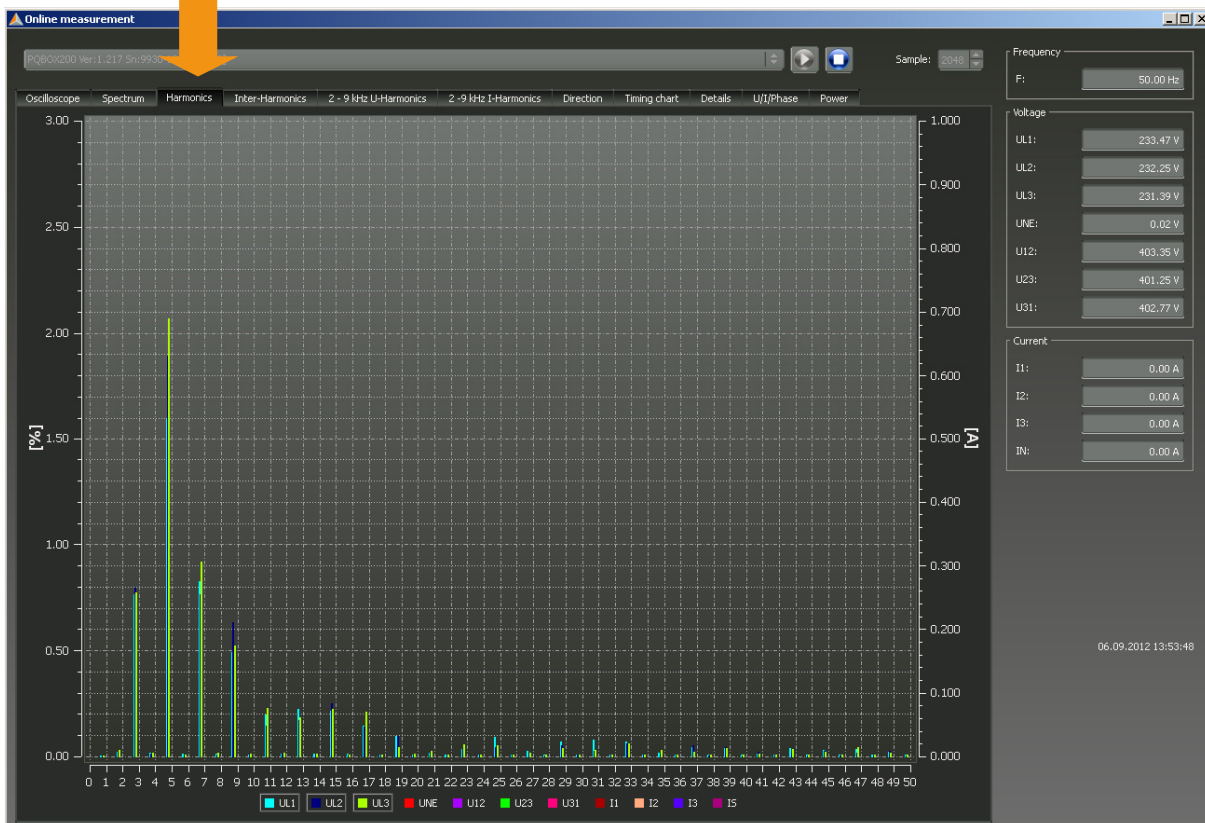 Online measurement
PQBOX200 Ver:1.217 Sn:9930
Sample: 2048
Oscilloscope Spectrum Harmonics Inter-Harmonics 2 - 9 kHz U-Harmonics 2 -9 kHz I-Harmonics Direction Timing chart Details U/I/Phase Power
3.00
2.50
2.00
1.50
1.00
0.50
0.00
[%]
1.000
0.900
0.800
0.700
0.600
0.500
0.400
0.300
0.200
0.100
0.000
[A]
0 1 2 3 4 5 6 7 8 9 10 11 12 13 14 15 16 17 18 19 20 21 22 23 24 25 26 27 28 29 30 31 32 33 34 35 36 37 38 39 40 41 42 43 44 45 46 47 48 49 50
UL1 UL2 UL3 UNE U12 U23 U31 I1 I2 I3 IS
Frequency
F: 50.00 Hz
Voltage
UL1: 233.47 V
UL2: 232.25 V
UL3: 231.39 V
UNE: 0.02 V
U12: 403.35 V
U23: 401.25 V
U31: 402.77 V
Current
I1: 0.00 A
I2: 0.00 A
I3: 0.00 A
IN: 0.00 A
06.09.2012 13:53:48